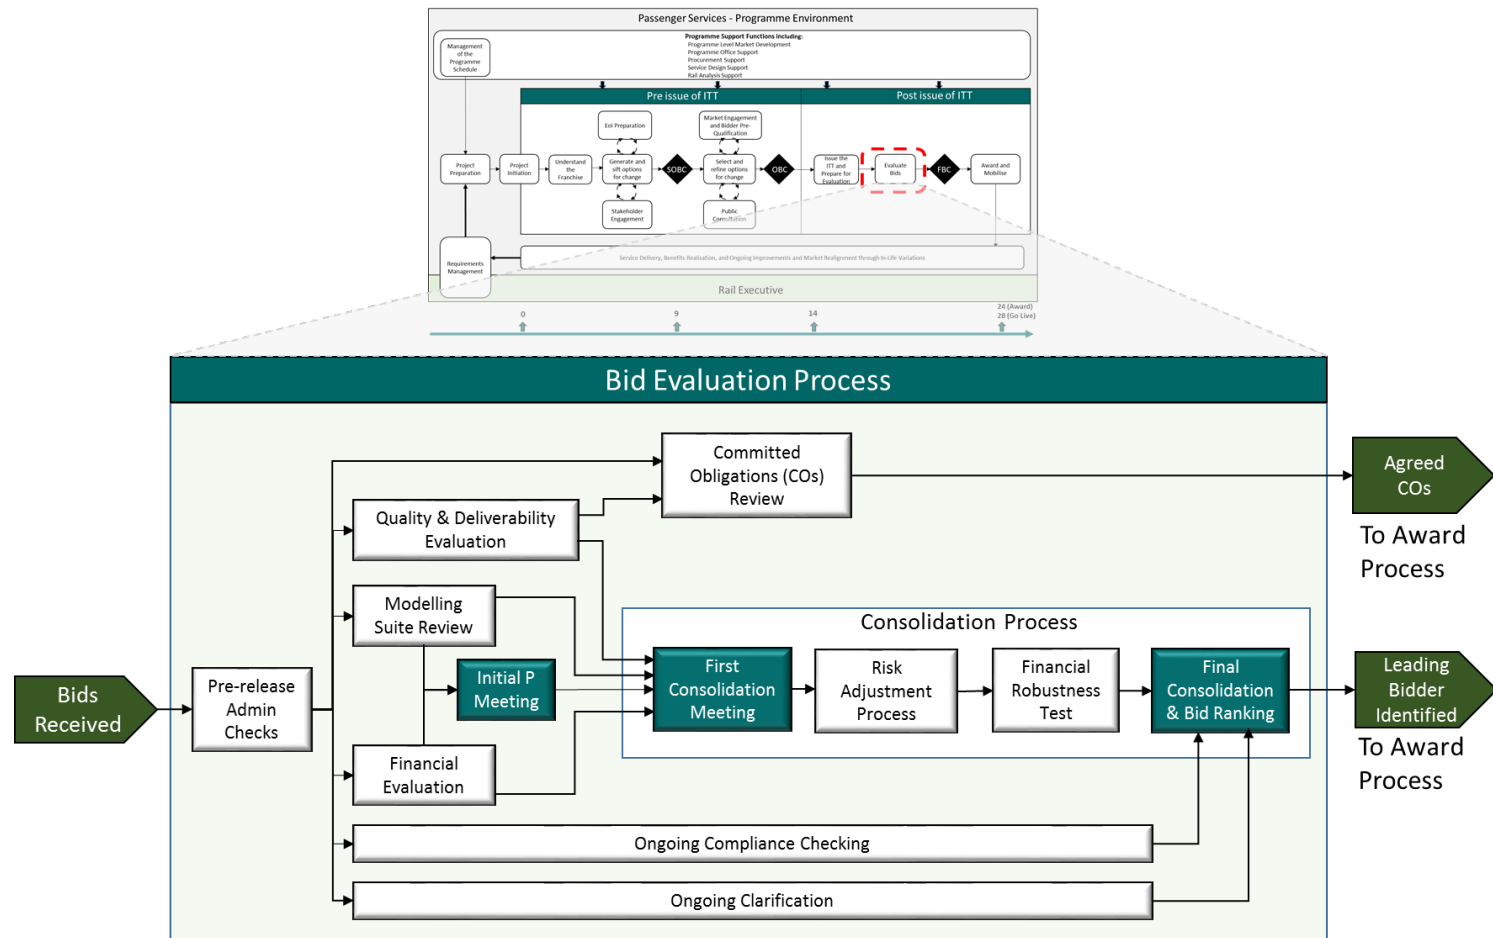 Passenger Services - Programme Environment
Programme Support Functions Including:
Programme Level Market Development
Programme Office Support
Procurement Support
Service Design Support
Rail Analysis Support
Management
of the
Programme
Schedule
Pre issue of ITT
Post issue of ITT
EoI Preparation
Market Engagement
and Bidder Pre-
Qualification
Project
Preparation
Project
Initiation
Understand
the
Franchise
Generate and
sift options
for change
SOBC
Select and
refine options
for change
OBC
Issue the
ITT and
Prepare for
Evaluation
Evaluate
Bids
FBC
Award and
Mobilise
Stakeholder
Engagement
Public
Consultation
Requirements
Management
Service Delivery, Benefits Realisation, and Ongoing Improvements and Market Realignment through In-Life Variations
Rail Executive
0
9
14
24 (Award)
28 (Go Live)
Bid Evaluation Process
Committed
Obligations (COs)
Review
Agreed
COs
To Award
Process
Quality & Deliverability
Evaluation
Modelling
Suite Review
Consolidation Process
Bids
Received
Pre-release
Admin
Checks
Initial P
Meeting
First
Consolidation
Meeting
Risk
Adjustment
Process
Financial
Robustness
Test
Final
Consolidation
& Bid Ranking
Leading
Bidder
Identified
To Award
Process
Financial
Evaluation
Ongoing Compliance Checking
Ongoing Clarification